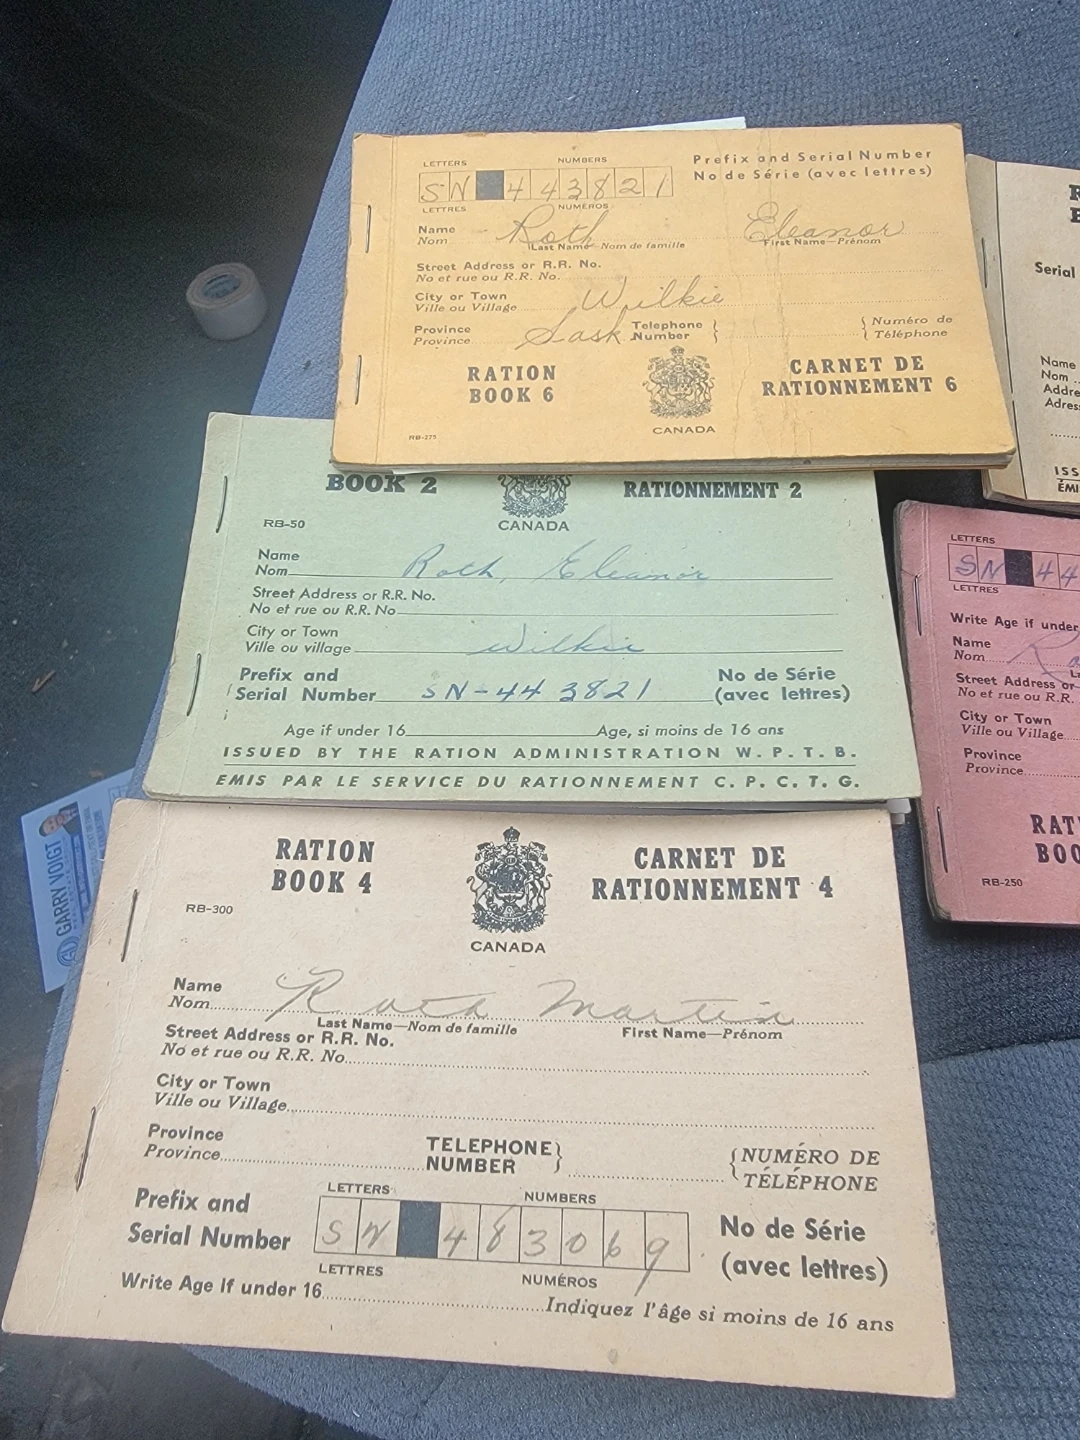 LETTERS NUMBERS
SN 443821
LETTRES NUMÉROS
Prefix and Serial Number
No de Série (avec lettres)
Name Roth Eleanor
Nom Last Name—Nom de famille First Name—Prénom
Street Address or R.R. No.
No et rue ou R.R. No.
City or Town Wilkie
Ville ou Village
Province Sask Telephone } { Numéro de
Province Number } { Téléphone
RATION CARNET DE
BOOK 6 RATIONNEMENT 6
CANADA
RB-275
BOOK 2 RATIONNEMENT 2
RB-50 CANADA
Name
Nom Roth, Eleanor
Street Address or R.R. No.
No et rue ou R.R. No
City or Town
Ville ou village Wilkie
Prefix and No de Série
Serial Number SN-44 3821 (avec lettres)
Age if under 16 Age, si moins de 16 ans
ISSUED BY THE RATION ADMINISTRATION W. P. T. B.
EMIS PAR LE SERVICE DU RATIONNEMENT C. P. C. T. G.
RATION CARNET DE
BOOK 4 RATIONNEMENT 4
RB-300
CANADA
Name
Nom Roth Martin
Last Name—Nom de famille First Name—Prénom
Street Address or R.R. No.
No et rue ou R.R. No
City or Town
Ville ou Village
Province TELEPHONE } { NUMÉRO DE
Province NUMBER } { TÉLÉPHONE
LETTERS NUMBERS
Prefix and No de Série
Serial Number SN 483069 (avec lettres)
LETTRES NUMÉROS
Write Age If under 16 Indiquez l'âge si moins de 16 ans
Serial
Name
Nom
Addre
Adres
ISS
ÉMI
LETTERS
SN 44
LETTRES
Write Age if under
Name
Nom
Street Address or
No et rue ou R.R.
City or Town
Ville ou Village
Province
Province
RAT
BOO
RB-250
GARRY VOIGT